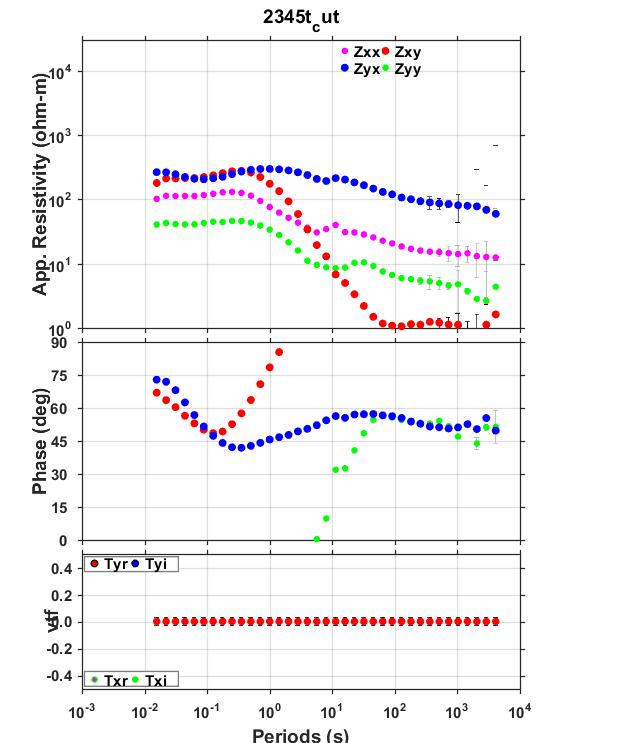 2345t_cut
Zxx Zxy
Zyx Zyy
App. Resistivity (ohm-m)
10^4
10^3
10^2
10^1
10^0
Phase (deg)
90
75
60
45
30
15
0
Tyr Tyi
vtf
0.4
0.2
0.0
-0.2
-0.4
Txr Txi
10^-3 10^-2 10^-1 10^0 10^1 10^2 10^3 10^4
Periods (s)